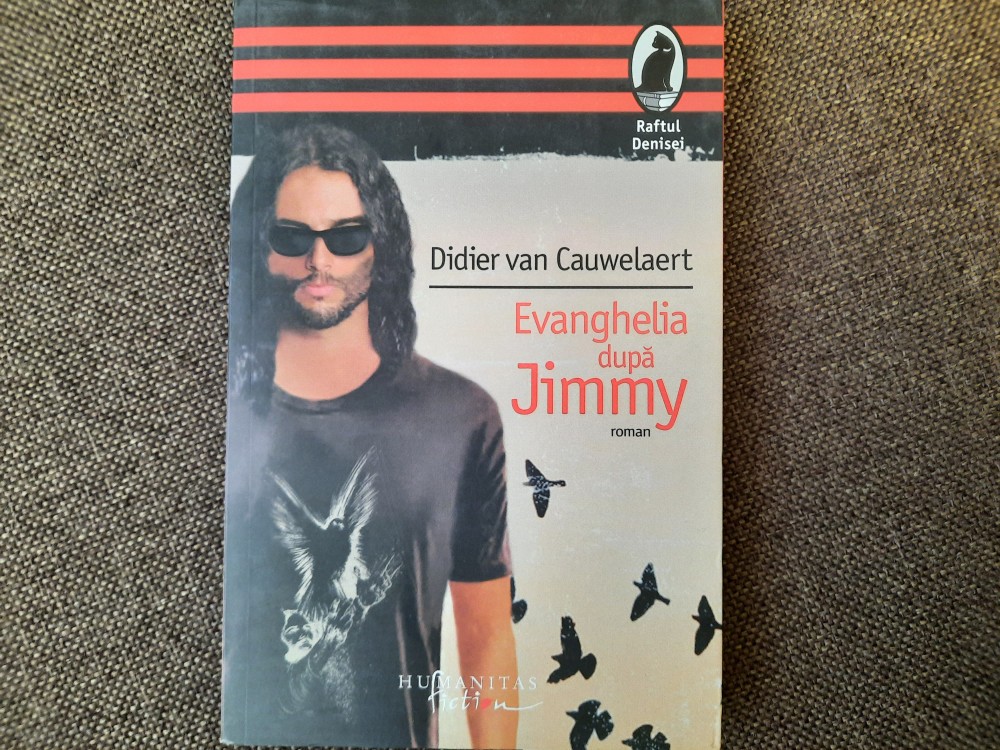 Raftul
Denisei
Didier van Cauwelaert
Evanghelia
după
Jimmy
roman
HUMANITAS
fiction